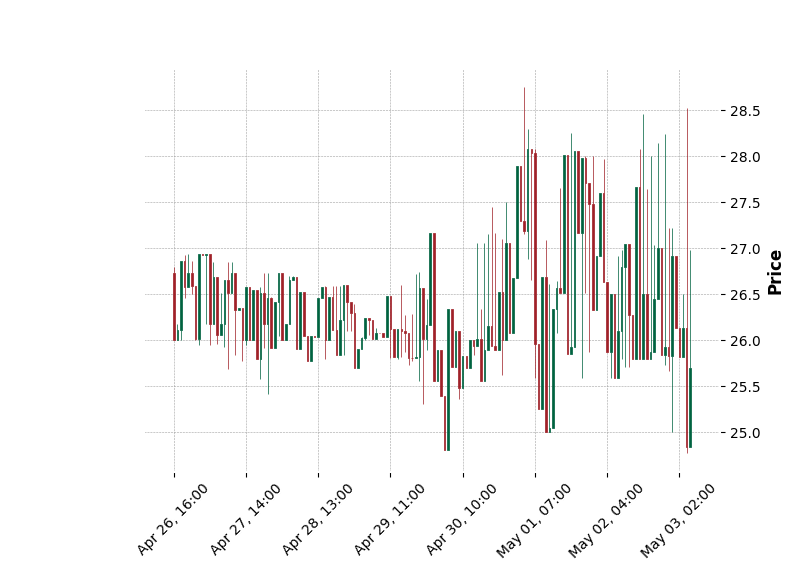 28.5
28.0
27.5
27.0
26.5
26.0
25.5
25.0
Price
Apr 26, 16:00
Apr 27, 14:00
Apr 28, 13:00
Apr 29, 11:00
Apr 30, 10:00
May 01, 07:00
May 02, 04:00
May 03, 02:00